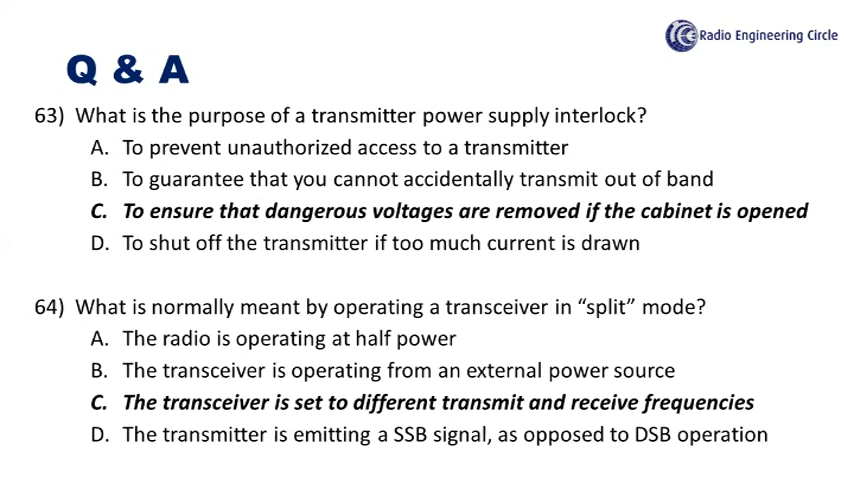 Radio Engineering Circle
Q & A
63) What is the purpose of a transmitter power supply interlock?
A. To prevent unauthorized access to a transmitter
B. To guarantee that you cannot accidentally transmit out of band
C. To ensure that dangerous voltages are removed if the cabinet is opened
D. To shut off the transmitter if too much current is drawn
64) What is normally meant by operating a transceiver in “split” mode?
A. The radio is operating at half power
B. The transceiver is operating from an external power source
C. The transceiver is set to different transmit and receive frequencies
D. The transmitter is emitting a SSB signal, as opposed to DSB operation